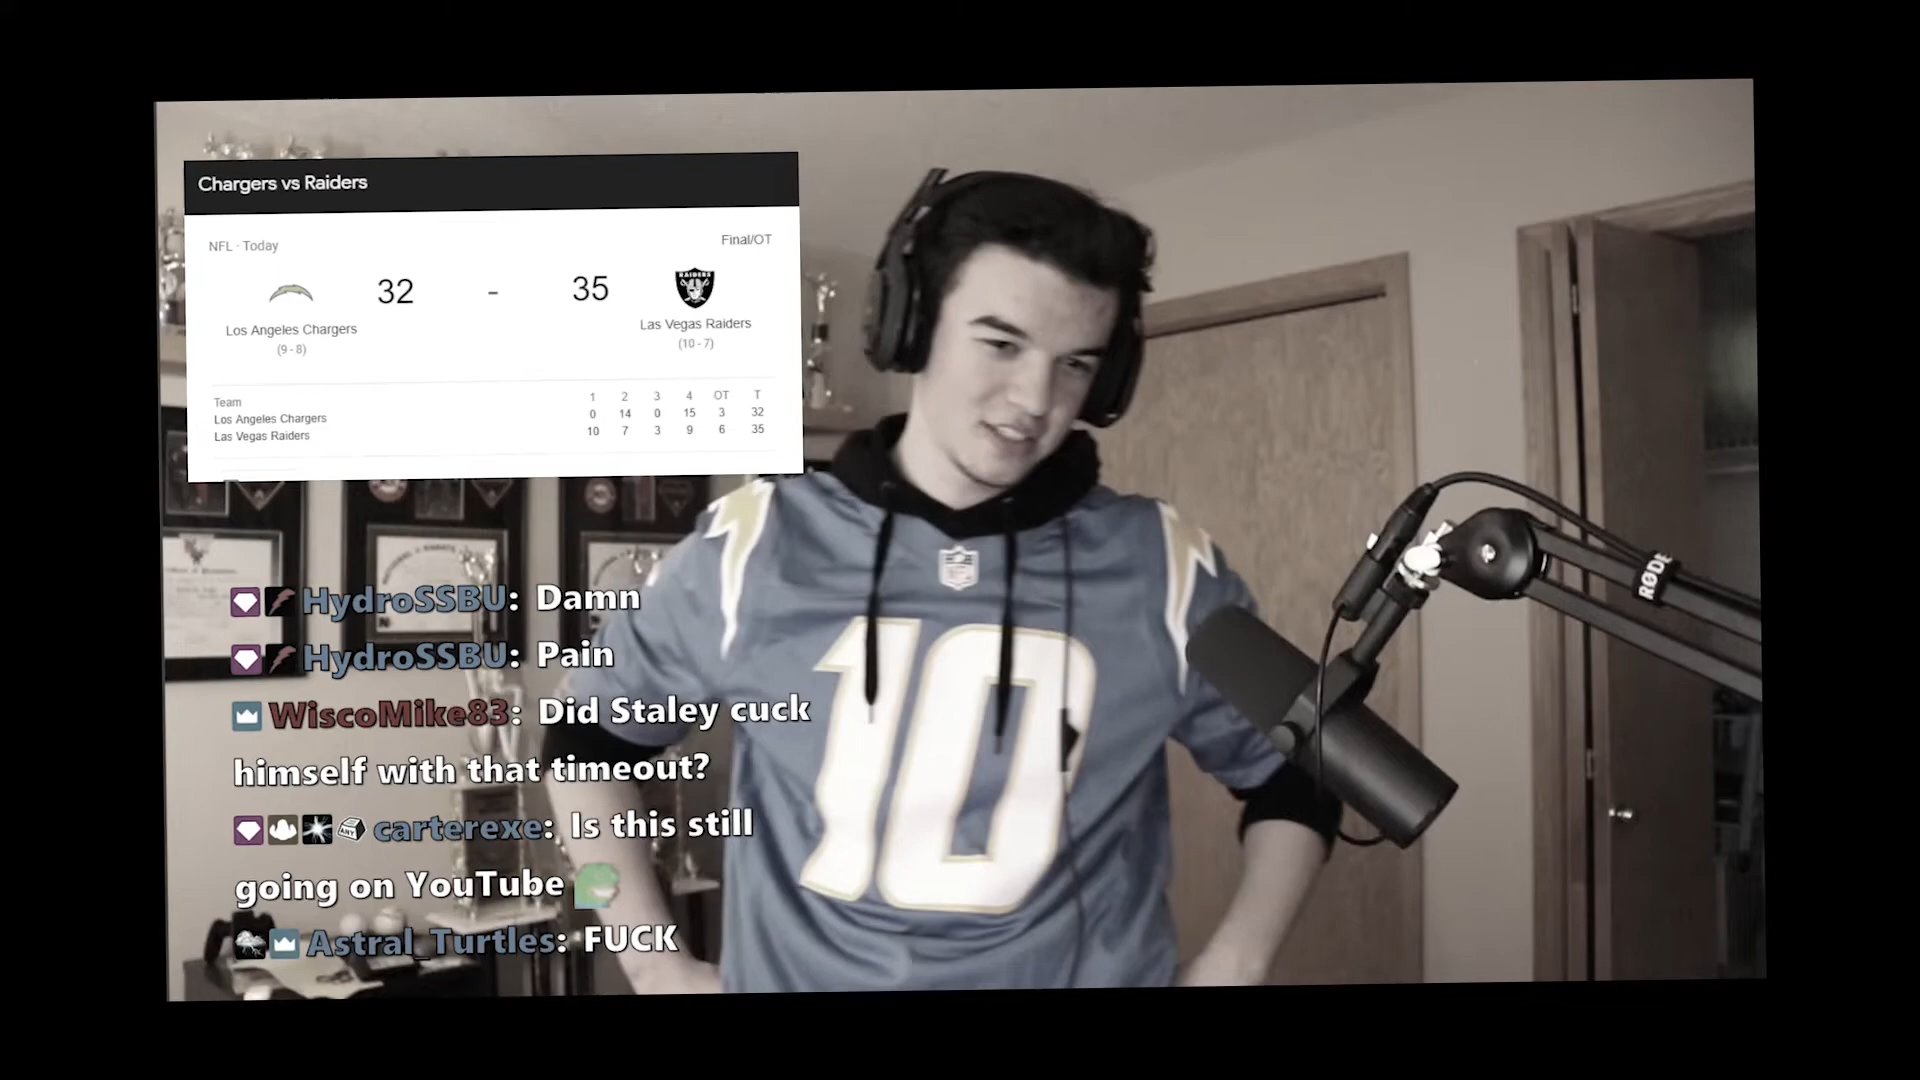 Chargers vs Raiders
NFL · Today
Final/OT
32 - 35
RAIDERS
Los Angeles Chargers
Las Vegas Raiders
(9 - 8)
(10 - 7)
Team 1 2 3 4 OT T
Los Angeles Chargers 0 14 0 15 3 32
Las Vegas Raiders 10 7 3 9 6 35
NFL
10
RØDE
HydroSSBU: Damn
HydroSSBU: Pain
WiscoMike83: Did Staley cuck
himself with that timeout?
ANY carterexe: Is this still
going on YouTube
Astral_Turtles: FUCK